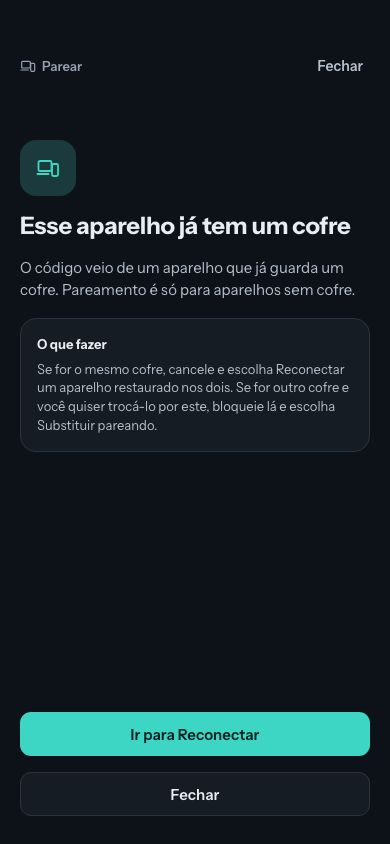 Parear
Fechar
Esse aparelho já tem um cofre
O código veio de um aparelho que já guarda um
cofre. Pareamento é só para aparelhos sem cofre.
O que fazer
Se for o mesmo cofre, cancele e escolha Reconectar
um aparelho restaurado nos dois. Se for outro cofre e
você quiser trocá-lo por este, bloqueie lá e escolha
Substituir pareando.
Ir para Reconectar
Fechar